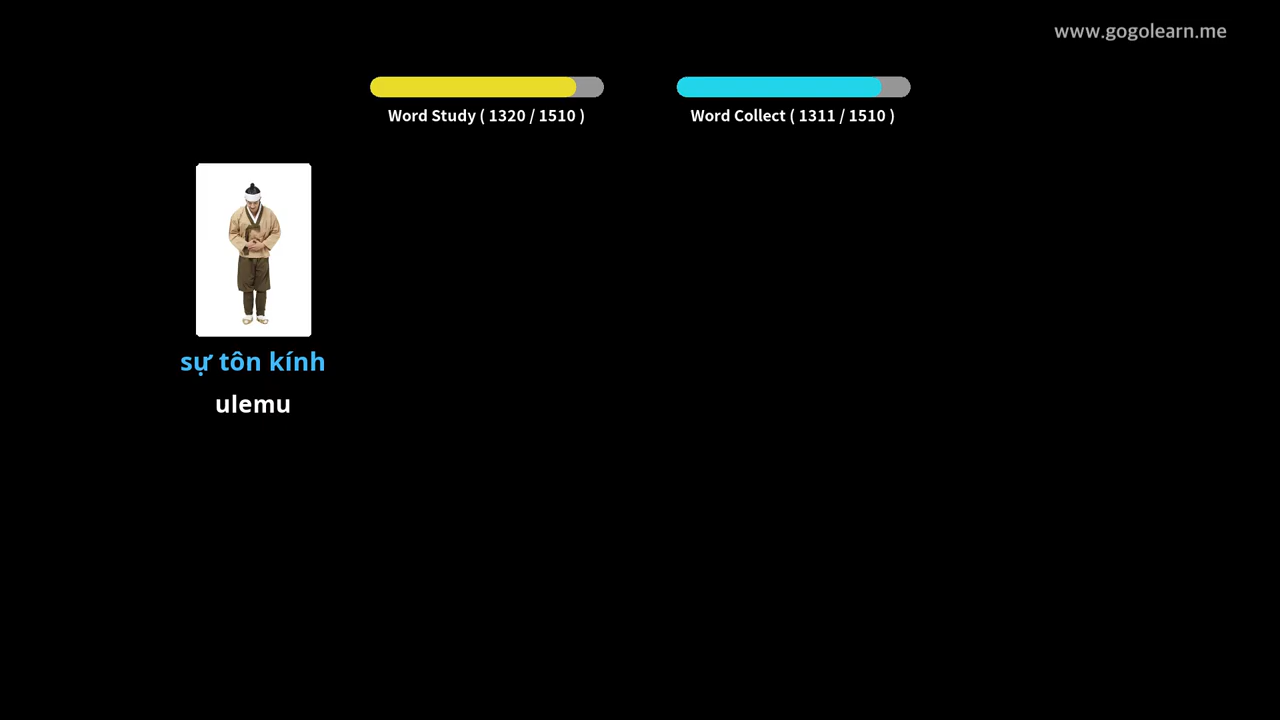 www.gogolearn.me
Word Study ( 1320 / 1510 )
Word Collect ( 1311 / 1510 )
sự tôn kính
ulemu